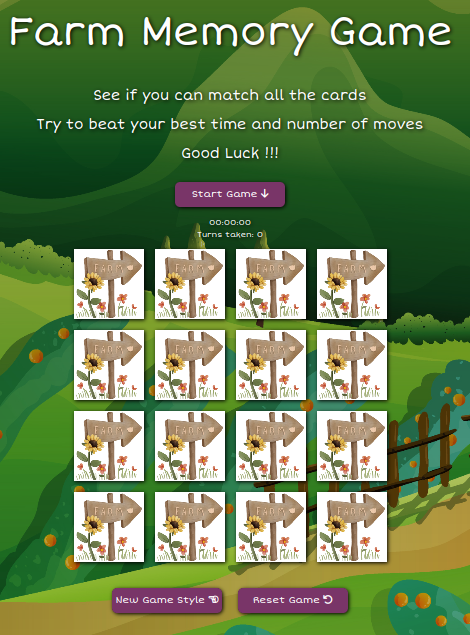 Farm Memory Game
See if you can match all the cards
Try to beat your best time and number of moves
Good Luck !!!
Start Game
00:00:00
Turns taken: 0
FARM FARM FARM FARM
FARM FARM FARM FARM
FARM FARM FARM FARM
FARM FARM FARM FARM
New Game Style Reset Game